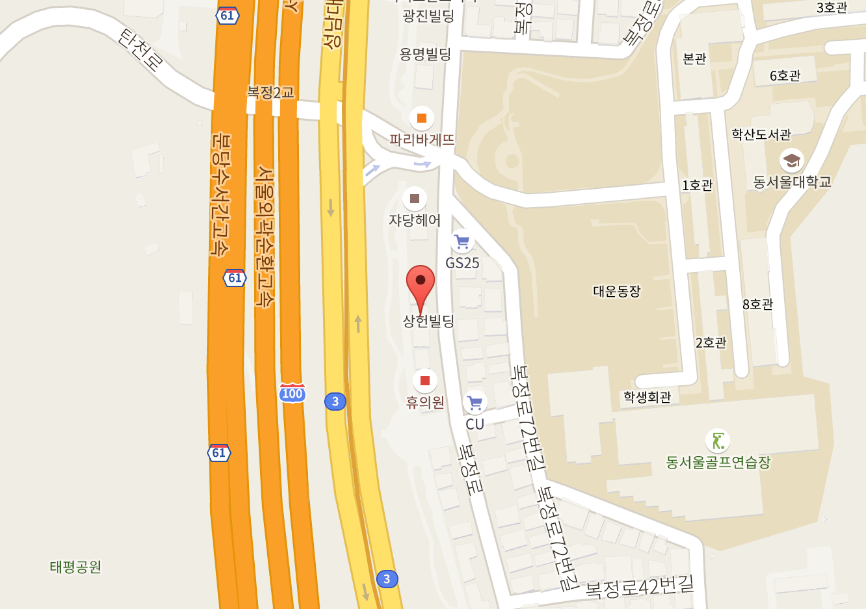 61
광진빌딩
용명빌딩
3호관
본관
탄천로
복정2교
6호관
파리바게뜨
학산도서관
분당수서간고속
서울외곽순환고속
동서울대학교
1호관
쟈당헤어
GS25
61
대운동장
상헌빌딩
8호관
2호관
100
3
휴의원
학생회관
CU
복정로72번길
복정로
61
동서울골프연습장
복정로72번길
태평공원
3
복정로42번길